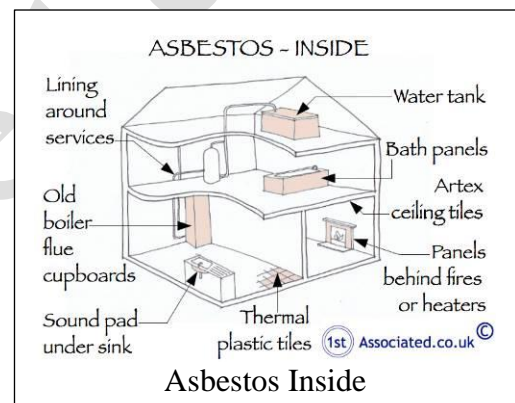 ASBESTOS - INSIDE
Lining
around
services
Water tank
Bath panels
Artex
ceiling tiles
Old
boiler
flue
cupboards
Panels
behind fires
or heaters
Sound pad
under sink
Thermal
plastic tiles
1st Associated.co.uk ©
Asbestos Inside